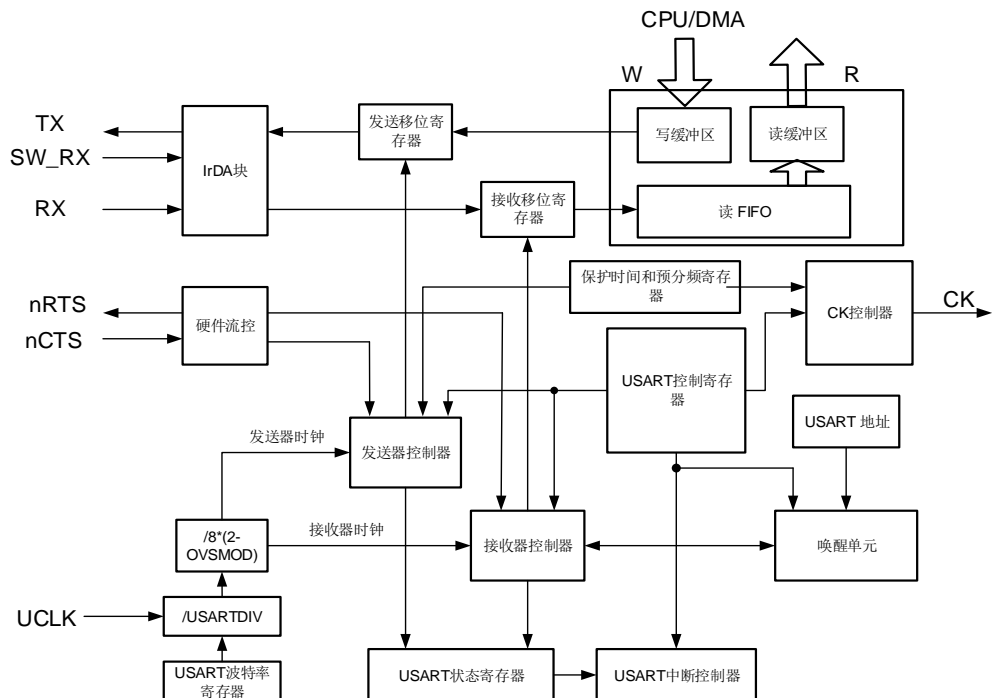 CPU/DMA
W
R
TX
SW_RX
RX
IrDA块
发送移位寄
存器
写缓冲区
读缓冲区
接收移位寄
存器
读 FIFO
nRTS
nCTS
硬件流控
保护时间和预分频寄存
器
CK控制器
CK
USART控制寄存
器
USART 地址
发送器时钟
发送器控制器
/8*(2-
OVSMOD)
接收器时钟
接收器控制器
唤醒单元
UCLK
/USARTDIV
USART波特率
寄存器
USART状态寄存器
USART中断控制器